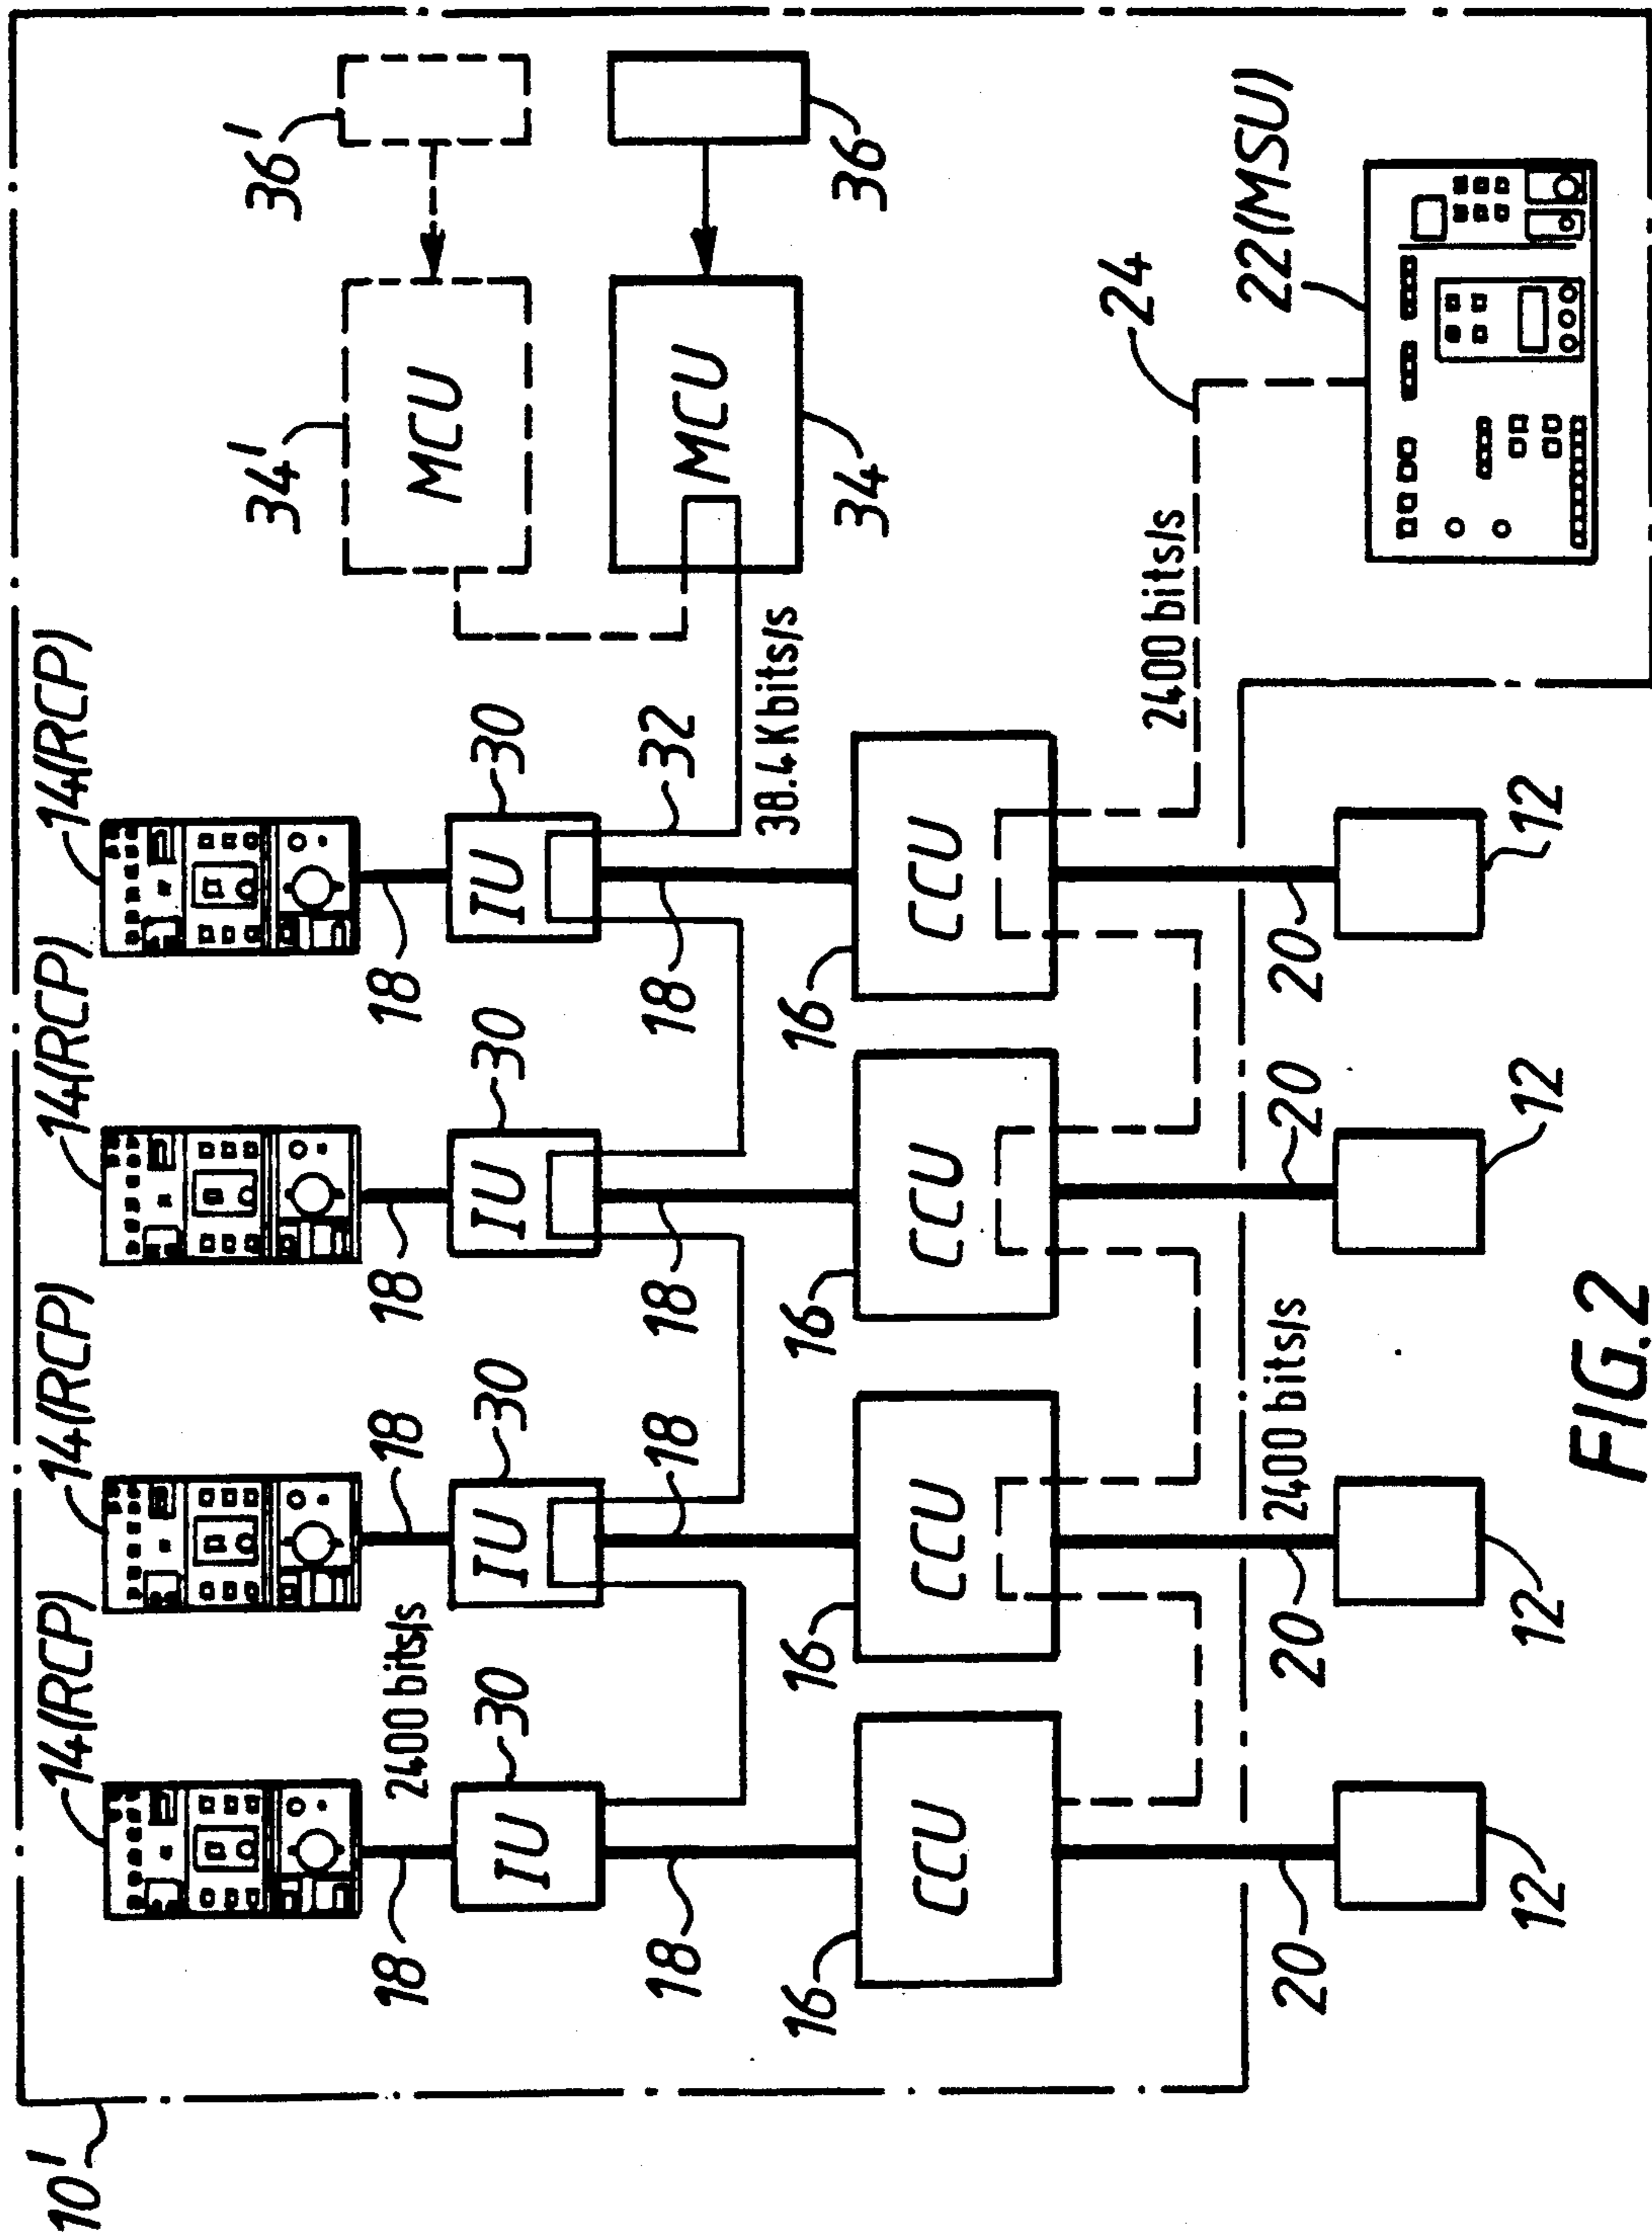 10'
14(RCP)
14(RCP)
14(RCP)
14(RCP)
36'
34'
MCU
18
2400 bits/s
18
18
18
30
30
30
30
IU
IU
IU
IU
18
18
18
18
32
38.4 K bits/s
MCU
36
34
16
16
16
16
CCU
CCU
CCU
CCU
24
2400 bits/s
22(MSU)
20
20
2400 bits/s
20
20
12
12
12
12
FIG.2